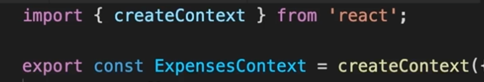 import { createContext } from 'react';
export const ExpensesContext = createContext({